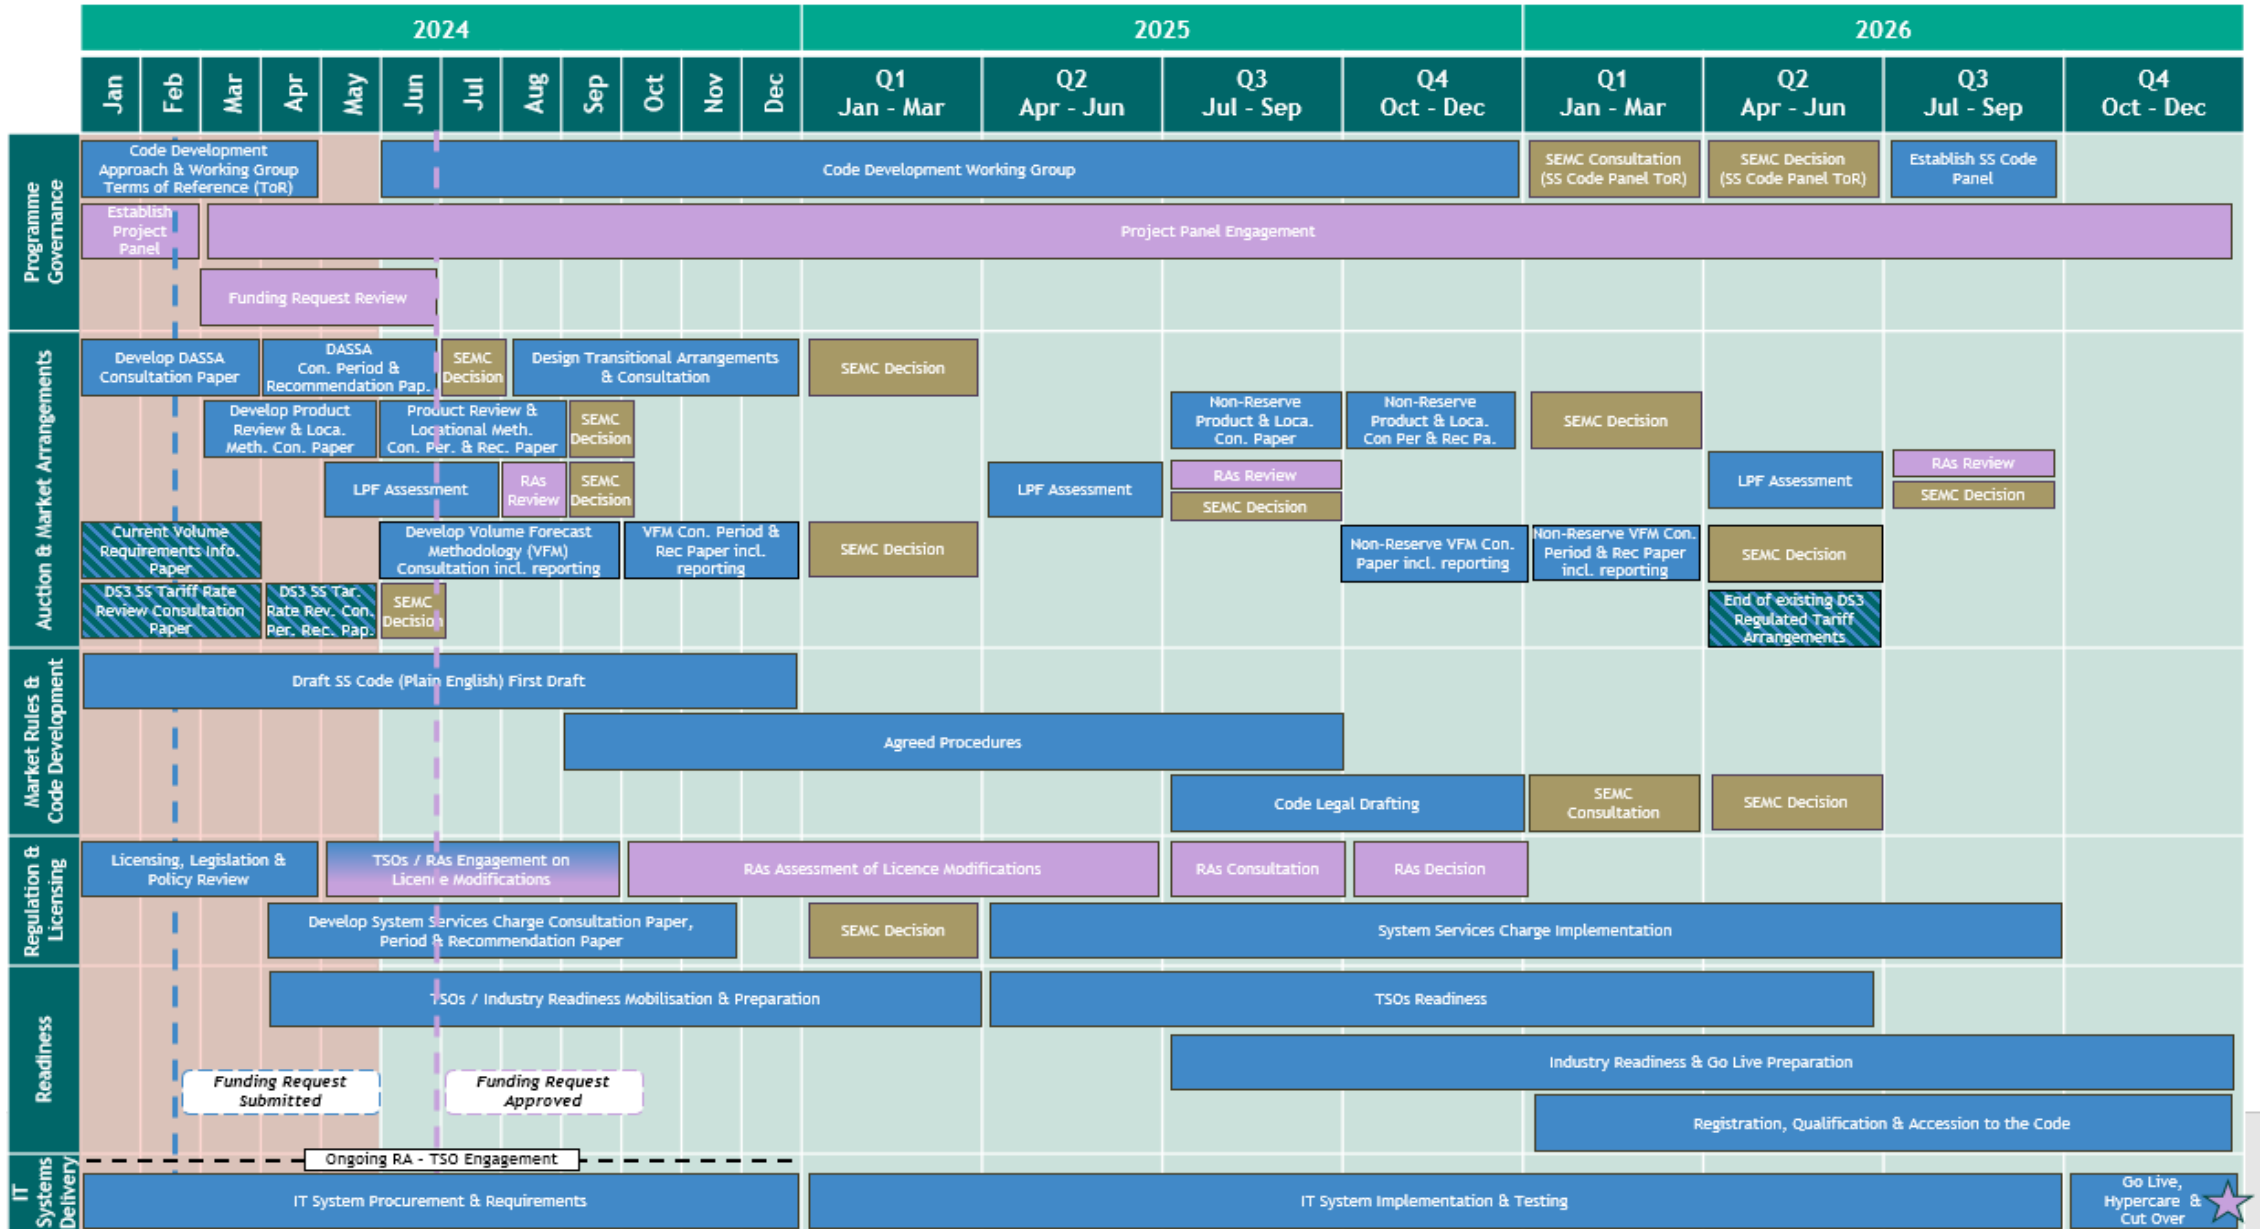 2024
2025
2026
Jan
Feb
Mar
Apr
May
Jun
Jul
Aug
Sep
Oct
Nov
Dec
Q1
Jan - Mar
Q2
Apr - Jun
Q3
Jul - Sep
Q4
Oct - Dec
Q1
Jan - Mar
Q2
Apr - Jun
Q3
Jul - Sep
Q4
Oct - Dec
Programme
Governance
Code Development
Approach & Working Group
Terms of Reference (ToR)
Code Development Working Group
SEMC Consultation
(SS Code Panel ToR)
SEMC Decision
(SS Code Panel ToR)
Establish SS Code
Panel
Establish
Project
Panel
Project Panel Engagement
Funding Request Review
Auction & Market Arrangements
Develop DASSA
Consultation Paper
DASSA
Con. Period &
Recommendation Pap.
SEMC
Decision
Design Transitional Arrangements
& Consultation
SEMC Decision
Develop Product
Review & Loca.
Meth. Con. Paper
Product Review &
Locational Meth.
Con. Per. & Rec. Paper
SEMC
Decision
Non-Reserve
Product & Loca.
Con. Paper
Non-Reserve
Product & Loca.
Con Per & Rec Pa.
SEMC Decision
LPF Assessment
RAs
Review
SEMC
Decision
LPF Assessment
RAs Review
SEMC Decision
LPF Assessment
RAs Review
SEMC Decision
Current Volume
Requirements Info.
Paper
Develop Volume Forecast
Methodology (VFM)
Consultation incl. reporting
VFM Con. Period &
Rec Paper incl.
reporting
SEMC Decision
Non-Reserve VFM Con.
Paper incl. reporting
Non-Reserve VFM Con.
Period & Rec Paper
incl. reporting
SEMC Decision
DS3 SS Tariff Rate
Review Consultation
Paper
DS3 SS Tar.
Rate Rev. Con.
Per. Rec. Pap.
SEMC
Decision
End of existing DS3
Regulated Tariff
Arrangements
Market Rules &
Code Development
Draft SS Code (Plain English) First Draft
Agreed Procedures
Code Legal Drafting
SEMC
Consultation
SEMC Decision
Regulation &
Licensing
Licensing, Legislation &
Policy Review
TSOs / RAs Engagement on
Licence Modifications
RAs Assessment of Licence Modifications
RAs Consultation
RAs Decision
Develop System Services Charge Consultation Paper,
Period & Recommendation Paper
SEMC Decision
System Services Charge Implementation
Readiness
TSOs / Industry Readiness Mobilisation & Preparation
TSOs Readiness
Industry Readiness & Go Live Preparation
Funding Request
Submitted
Funding Request
Approved
Registration, Qualification & Accession to the Code
Ongoing RA - TSO Engagement
IT
Systems
Delivery
IT System Procurement & Requirements
IT System Implementation & Testing
Go Live,
Hypercare &
Cut Over